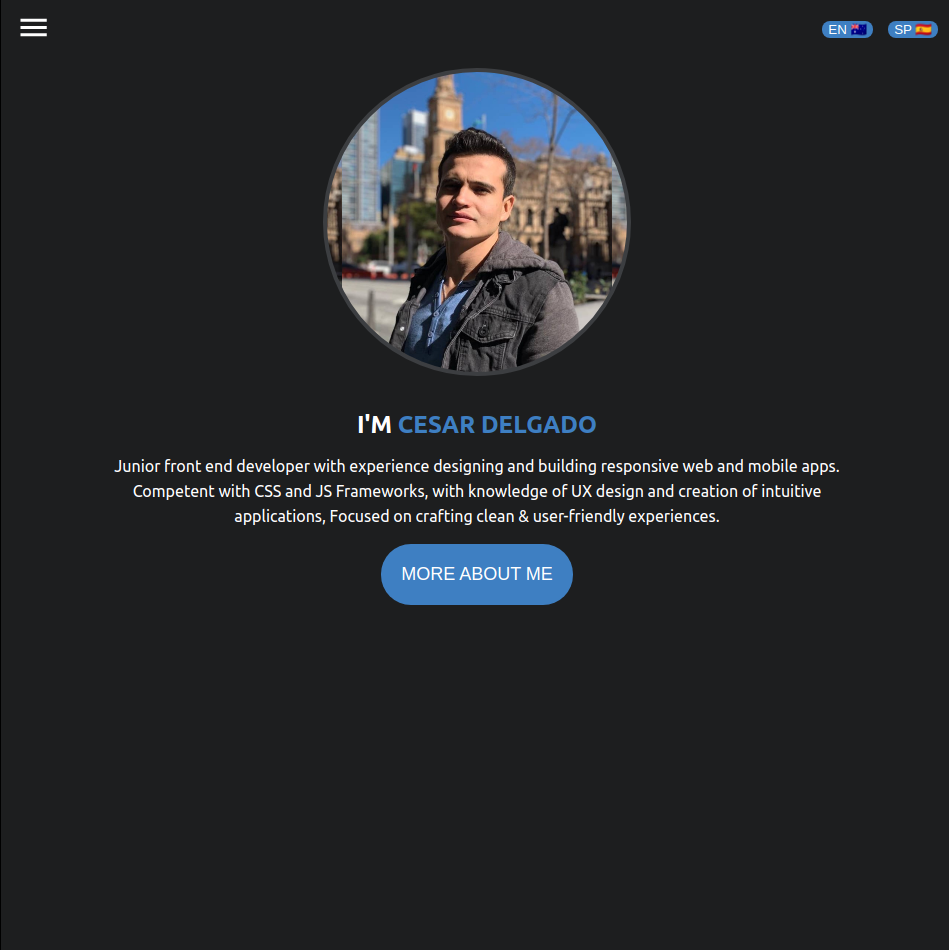 EN 🇦🇺 SP 🇪🇸
I'M CESAR DELGADO
Junior front end developer with experience designing and building responsive web and mobile apps.
Competent with CSS and JS Frameworks, with knowledge of UX design and creation of intuitive
applications, Focused on crafting clean & user-friendly experiences.
MORE ABOUT ME